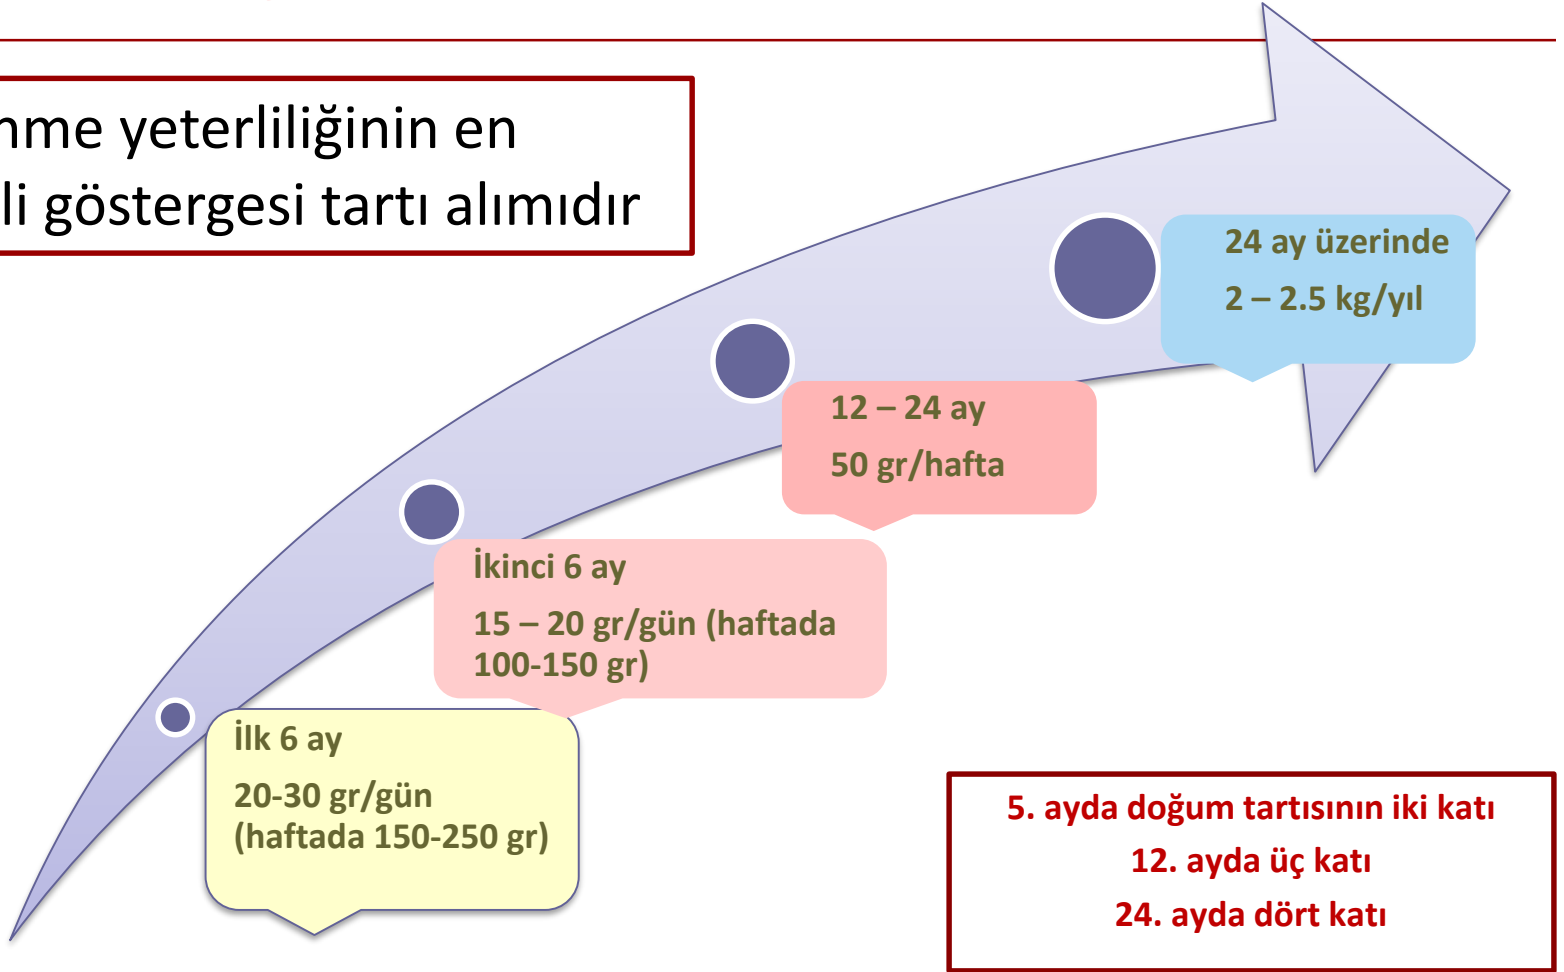 nme yeterliliğinin en
li göstergesi tartı alımıdır
24 ay üzerinde
2 – 2.5 kg/yıl
12 – 24 ay
50 gr/hafta
İkinci 6 ay
15 – 20 gr/gün (haftada
100-150 gr)
İlk 6 ay
20-30 gr/gün
(haftada 150-250 gr)
5. ayda doğum tartısının iki katı
12. ayda üç katı
24. ayda dört katı